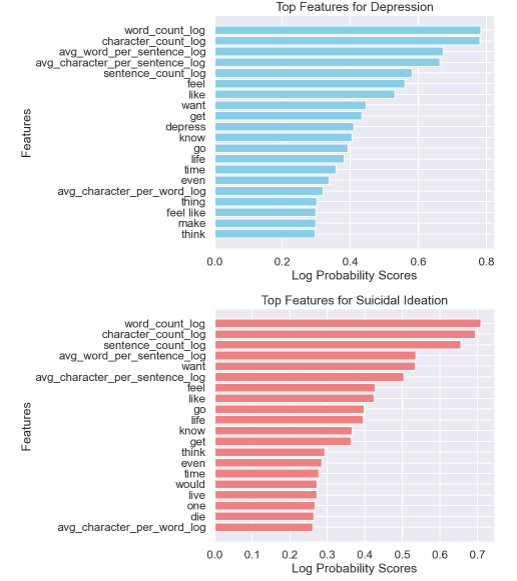 Top Features for Depression
word_count_log
character_count_log
avg_word_per_sentence_log
avg_character_per_sentence_log
sentence_count_log
feel
like
want
get
depress
know
go
life
time
even
avg_character_per_word_log
thing
feel like
make
think
Features
0.0 0.2 0.4 0.6 0.8
Log Probability Scores
Top Features for Suicidal Ideation
word_count_log
character_count_log
sentence_count_log
avg_word_per_sentence_log
want
avg_character_per_sentence_log
feel
like
go
life
know
get
think
even
time
would
live
one
die
avg_character_per_word_log
Features
0.0 0.1 0.2 0.3 0.4 0.5 0.6 0.7
Log Probability Scores